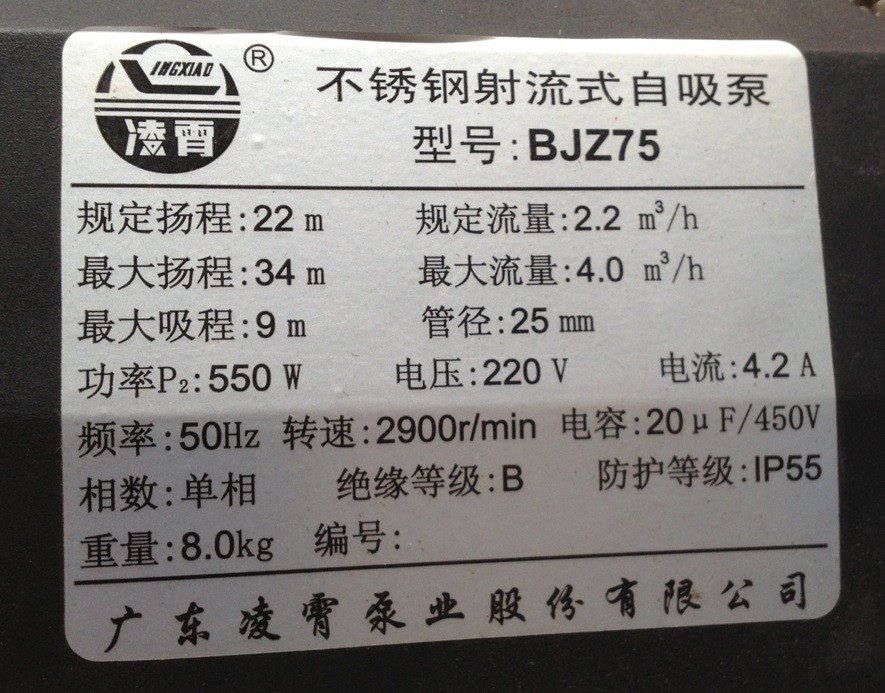 LINGXIAO ®
凌霄
不锈钢射流式自吸泵
型号:BJZ75
规定扬程:22 m 规定流量:2.2 m³/h
最大扬程:34 m 最大流量:4.0 m³/h
最大吸程:9 m 管径:25 mm
功率P₂:550 W 电压:220 V 电流:4.2 A
频率:50Hz 转速:2900r/min 电容:20μF/450V
相数:单相 绝缘等级:B 防护等级:IP55
重量:8.0kg 编号:
广东凌霄泵业股份有限公司